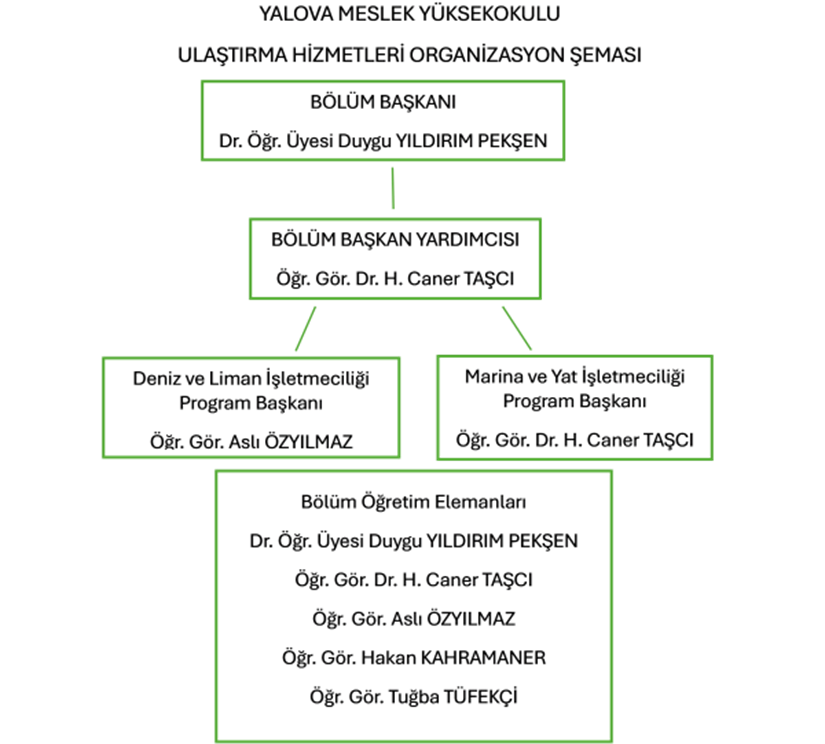 YALOVA MESLEK YÜKSEKOKULU
ULAŞTIRMA HİZMETLERİ ORGANİZASYON ŞEMASI
BÖLÜM BAŞKANI
Dr. Öğr. Üyesi Duygu YILDIRIM PEKŞEN
BÖLÜM BAŞKAN YARDIMCISI
Öğr. Gör. Dr. H. Caner TAŞCI
Deniz ve Liman İşletmeciliği
Program Başkanı
Öğr. Gör. Aslı ÖZYILMAZ
Marina ve Yat İşletmeciliği
Program Başkanı
Öğr. Gör. Dr. H. Caner TAŞCI
Bölüm Öğretim Elemanları
Dr. Öğr. Üyesi Duygu YILDIRIM PEKŞEN
Öğr. Gör. Dr. H. Caner TAŞCI
Öğr. Gör. Aslı ÖZYILMAZ
Öğr. Gör. Hakan KAHRAMANER
Öğr. Gör. Tuğba TÜFEKÇİ